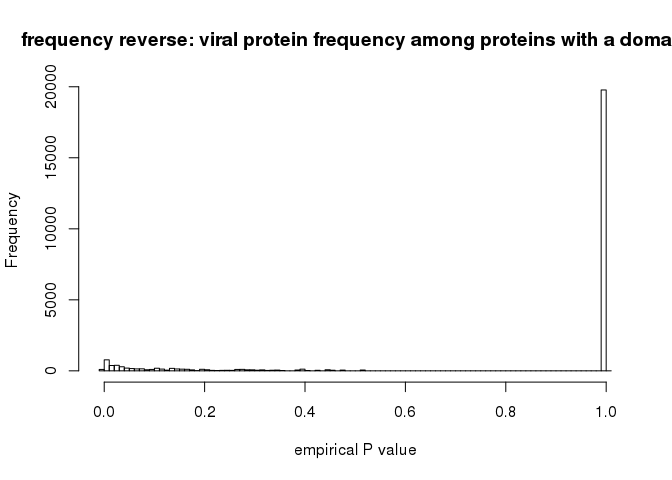 frequency reverse: viral protein frequency among proteins with a doma
Frequency
20000
15000
10000
5000
0
0.0 0.2 0.4 0.6 0.8 1.0
empirical P value